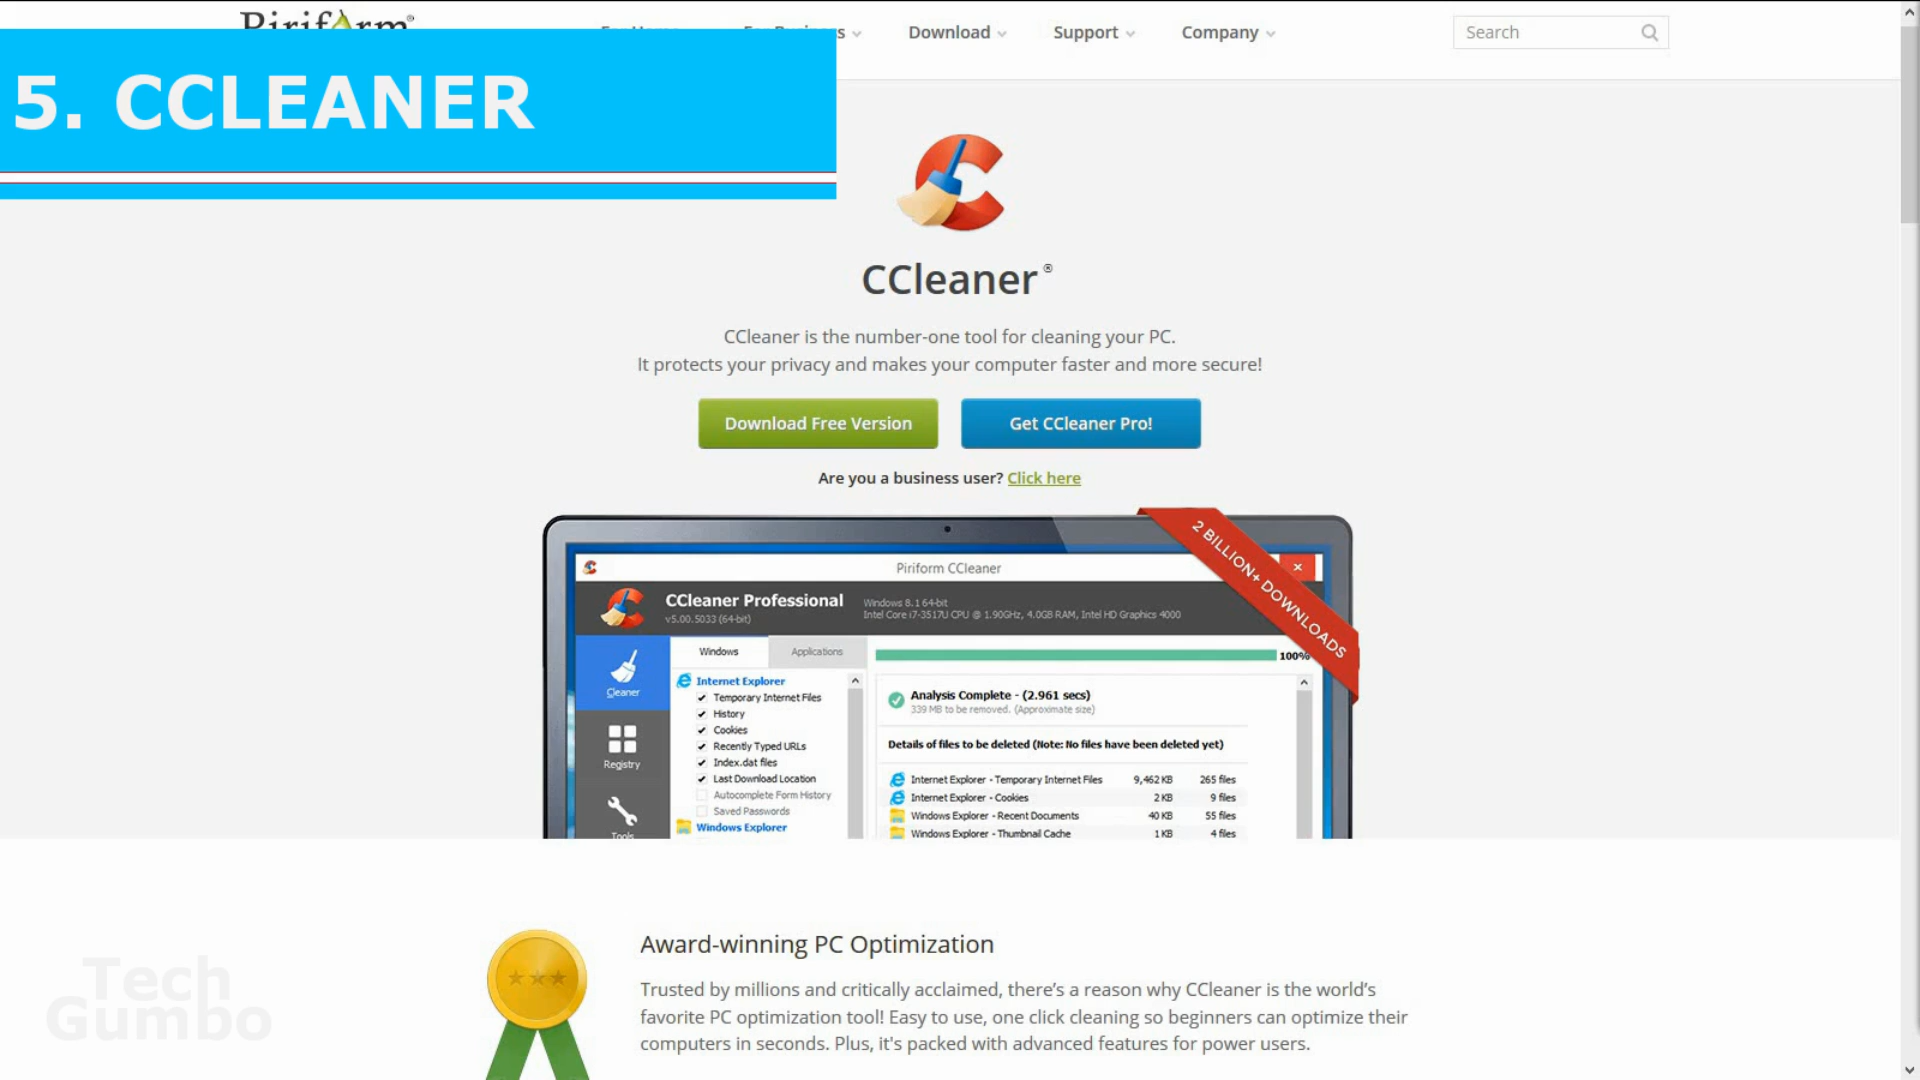 Piriform®
Download
Support
Company
Search
5. CCLEANER
CCleaner®
CCleaner is the number-one tool for cleaning your PC.
It protects your privacy and makes your computer faster and more secure!
Download Free Version
Get CCleaner Pro!
Are you a business user? Click here
2 BILLION+ DOWNLOADS
Piriform CCleaner
CCleaner Professional
v5.00.5033 (64-bit)
Windows 8.1 64-bit
Intel Core i7-3517U CPU @ 1.90GHz, 4.0GB RAM, Intel HD Graphics 4000
Cleaner
Registry
Tools
Windows
Applications
Internet Explorer
Temporary Internet Files
History
Cookies
Recently Typed URLs
Index.dat files
Last Download Location
Autocomplete Form History
Saved Passwords
Windows Explorer
100%
Analysis Complete - (2.961 secs)
339 MB to be removed. (Approximate size)
Details of files to be deleted (Note: No files have been deleted yet)
Internet Explorer - Temporary Internet Files 9,462 KB 265 files
Internet Explorer - Cookies 2 KB 9 files
Windows Explorer - Recent Documents 40 KB 55 files
Windows Explorer - Thumbnail Cache 1 KB 4 files
Award-winning PC Optimization
Trusted by millions and critically acclaimed, there's a reason why CCleaner is the world's
favorite PC optimization tool! Easy to use, one click cleaning so beginners can optimize their
computers in seconds. Plus, it's packed with advanced features for power users.
Tech
Gumbo